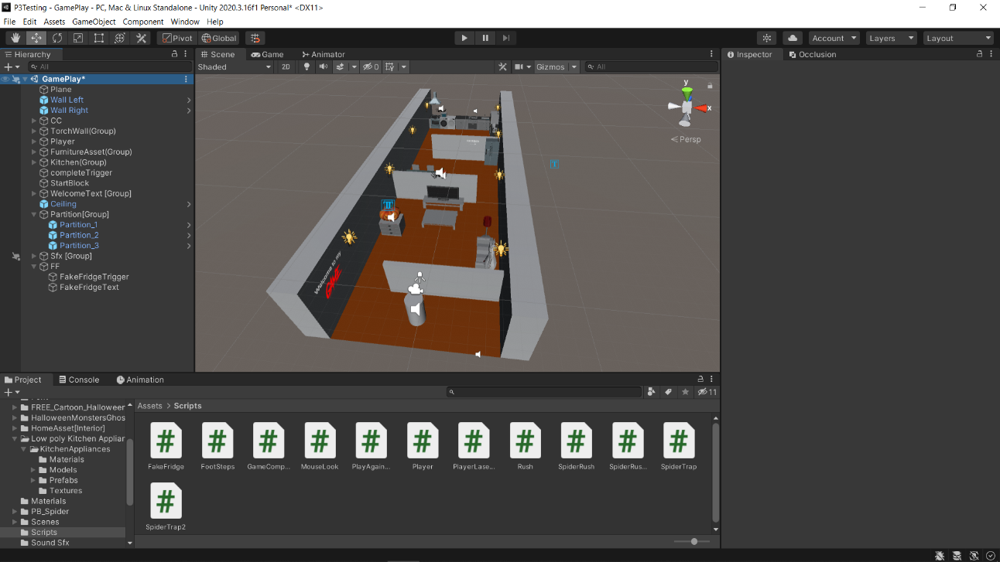 P3Testing - GamePlay - PC, Mac & Linux Standalone - Unity 2020.3.16f1 Personal* <DX11>
File Edit Assets GameObject Component Window Help
Pivot Global Account Layers Layout
Hierarchy
All
GamePlay*
Plane
Wall Left
Wall Right
CC
TorchWall(Group)
Player
FurnitureAsset(Group)
Kitchen(Group)
completeTrigger
StartBlock
WelcomeText [Group]
Ceiling
Partition[Group]
Partition_1
Partition_2
Partition_3
Sfx [Group]
FF
FakeFridgeTrigger
FakeFridgeText
Scene Game Animator
Shaded 2D 0 Gizmos All
y
x
Persp
T
Welcome to my
Inspector Occlusion
Project Console Animation
11
FREE_Cartoon_Halloween
HalloweenMonstersGhos
HomeAsset[Interior]
Low poly Kitchen Applian
KitchenAppliances
Materials
Models
Prefabs
Textures
Materials
PB_Spider
Scenes
Scripts
Sound Sfx
Assets > Scripts
# # # # # # # # # # #
FakeFridge FootSteps GameComp... MouseLook PlayAgain... Player PlayerLase... Rush SpiderRush SpiderRus... SpiderTrap
#
SpiderTrap2